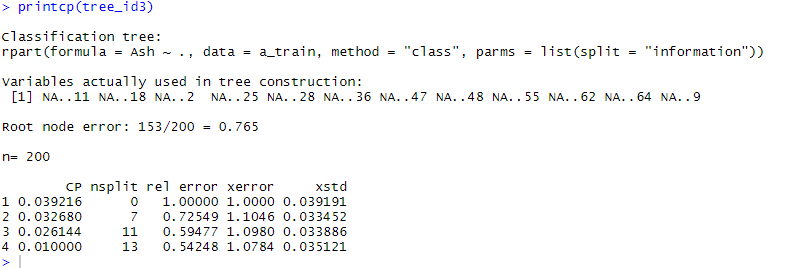 > printcp(tree_id3)
Classification tree:
rpart(formula = Ash ~ ., data = a_train, method = "class", parms = list(split = "information"))
Variables actually used in tree construction:
[1] NA..11 NA..18 NA..2  NA..25 NA..28 NA..36 NA..47 NA..48 NA..55 NA..62 NA..64 NA..9
Root node error: 153/200 = 0.765
n= 200
CP nsplit rel error xerror xstd
1 0.039216 0 1.00000 1.0000 0.039191
2 0.032680 7 0.72549 1.1046 0.033452
3 0.026144 11 0.59477 1.0980 0.033886
4 0.010000 13 0.54248 1.0784 0.035121
>